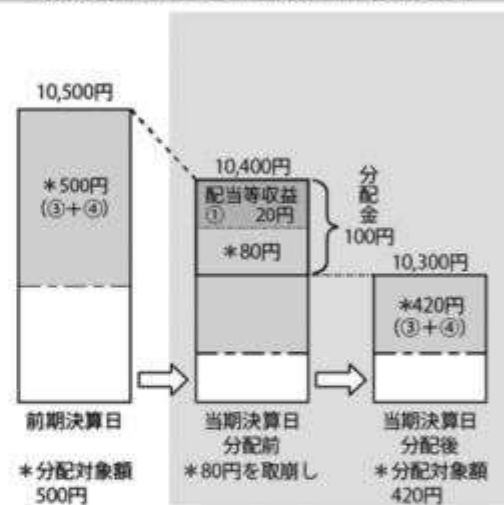 10,500円
＊500円
(③+④)
前期決算日
＊分配対象額
500円
10,400円
配当等収益
① 20円
＊80円
分配金
100円
当期決算日
分配前
＊80円を取崩し
10,300円
＊420円
(③+④)
当期決算日
分配後
＊分配対象額
420円